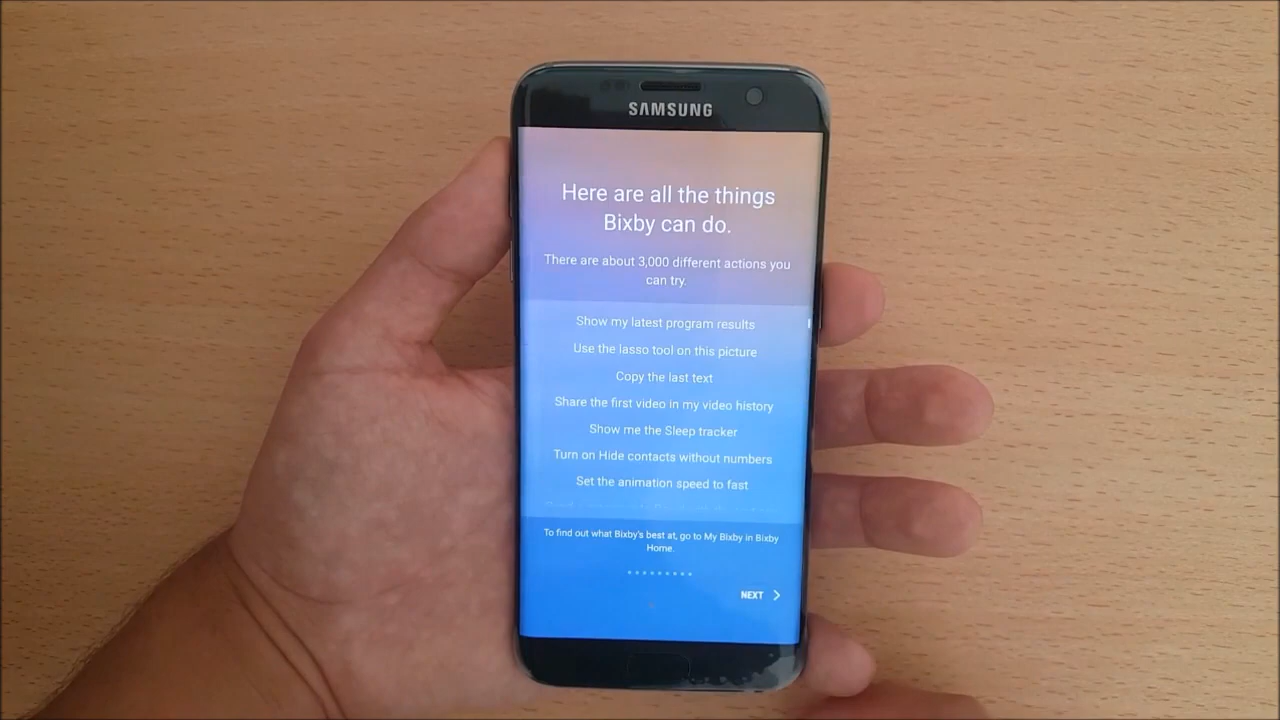 SAMSUNG
Here are all the things
Bixby can do.
There are about 3,000 different actions you
can try.
Show my latest program results
Use the lasso tool on this picture
Copy the last text
Share the first video in my video history
Show me the Sleep tracker
Turn on Hide contacts without numbers
Set the animation speed to fast
To find out what Bixby's best at, go to My Bixby in Bixby
Home.
NEXT